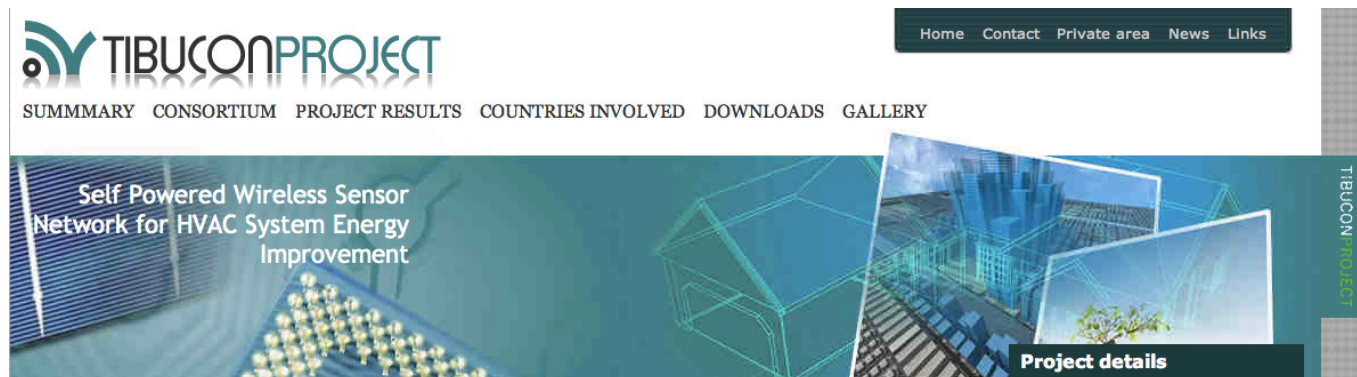 Home Contact Private area News Links
TIBUCONPROJECT
SUMMMARY CONSORTIUM PROJECT RESULTS COUNTRIES INVOLVED DOWNLOADS GALLERY
Self Powered Wireless Sensor
Network for HVAC System Energy
Improvement
TIBUCONPROJECT
Project details